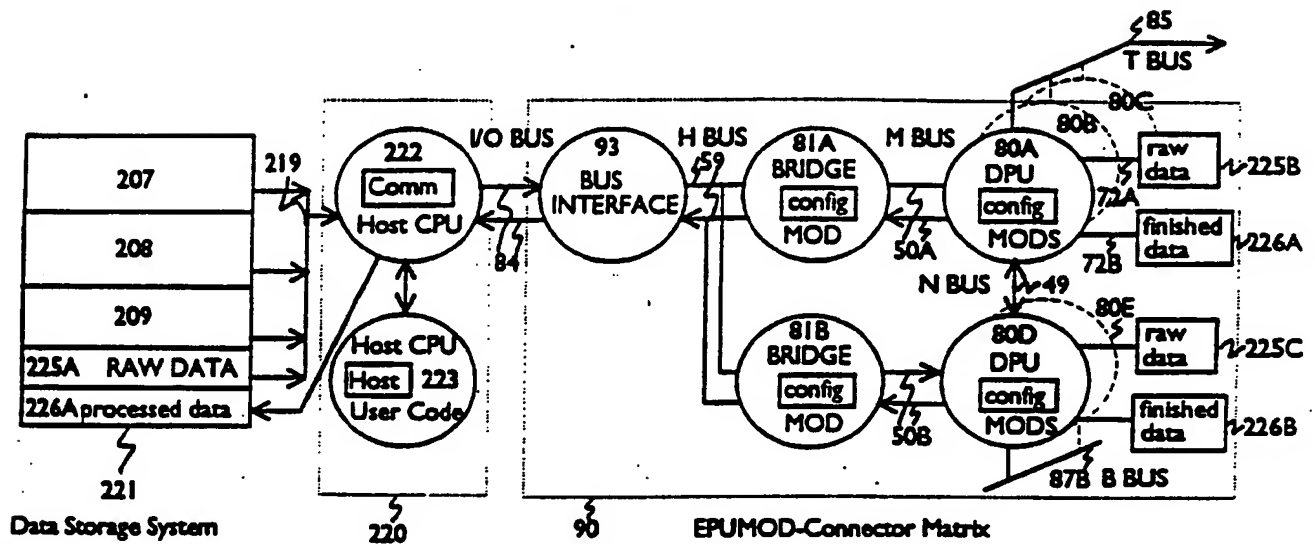 85
T BUS
80C
80B
219
207
208
209
225A RAW DATA
226A processed data
221
Data Storage System
222
Comm
Host CPU
Host CPU
Host 223
User Code
220
I/O BUS
84
93
BUS
INTERFACE
H BUS
59
81A
BRIDGE
config
MOD
M BUS
50A
80A
DPU
config
MODS
72A
72B
raw
data
225B
finished
data
226A
N BUS
49
80E
81B
BRIDGE
config
MOD
50B
80D
DPU
config
MODS
raw
data
225C
finished
data
226B
87B B BUS
90
EPUMOD-Connector Matrix